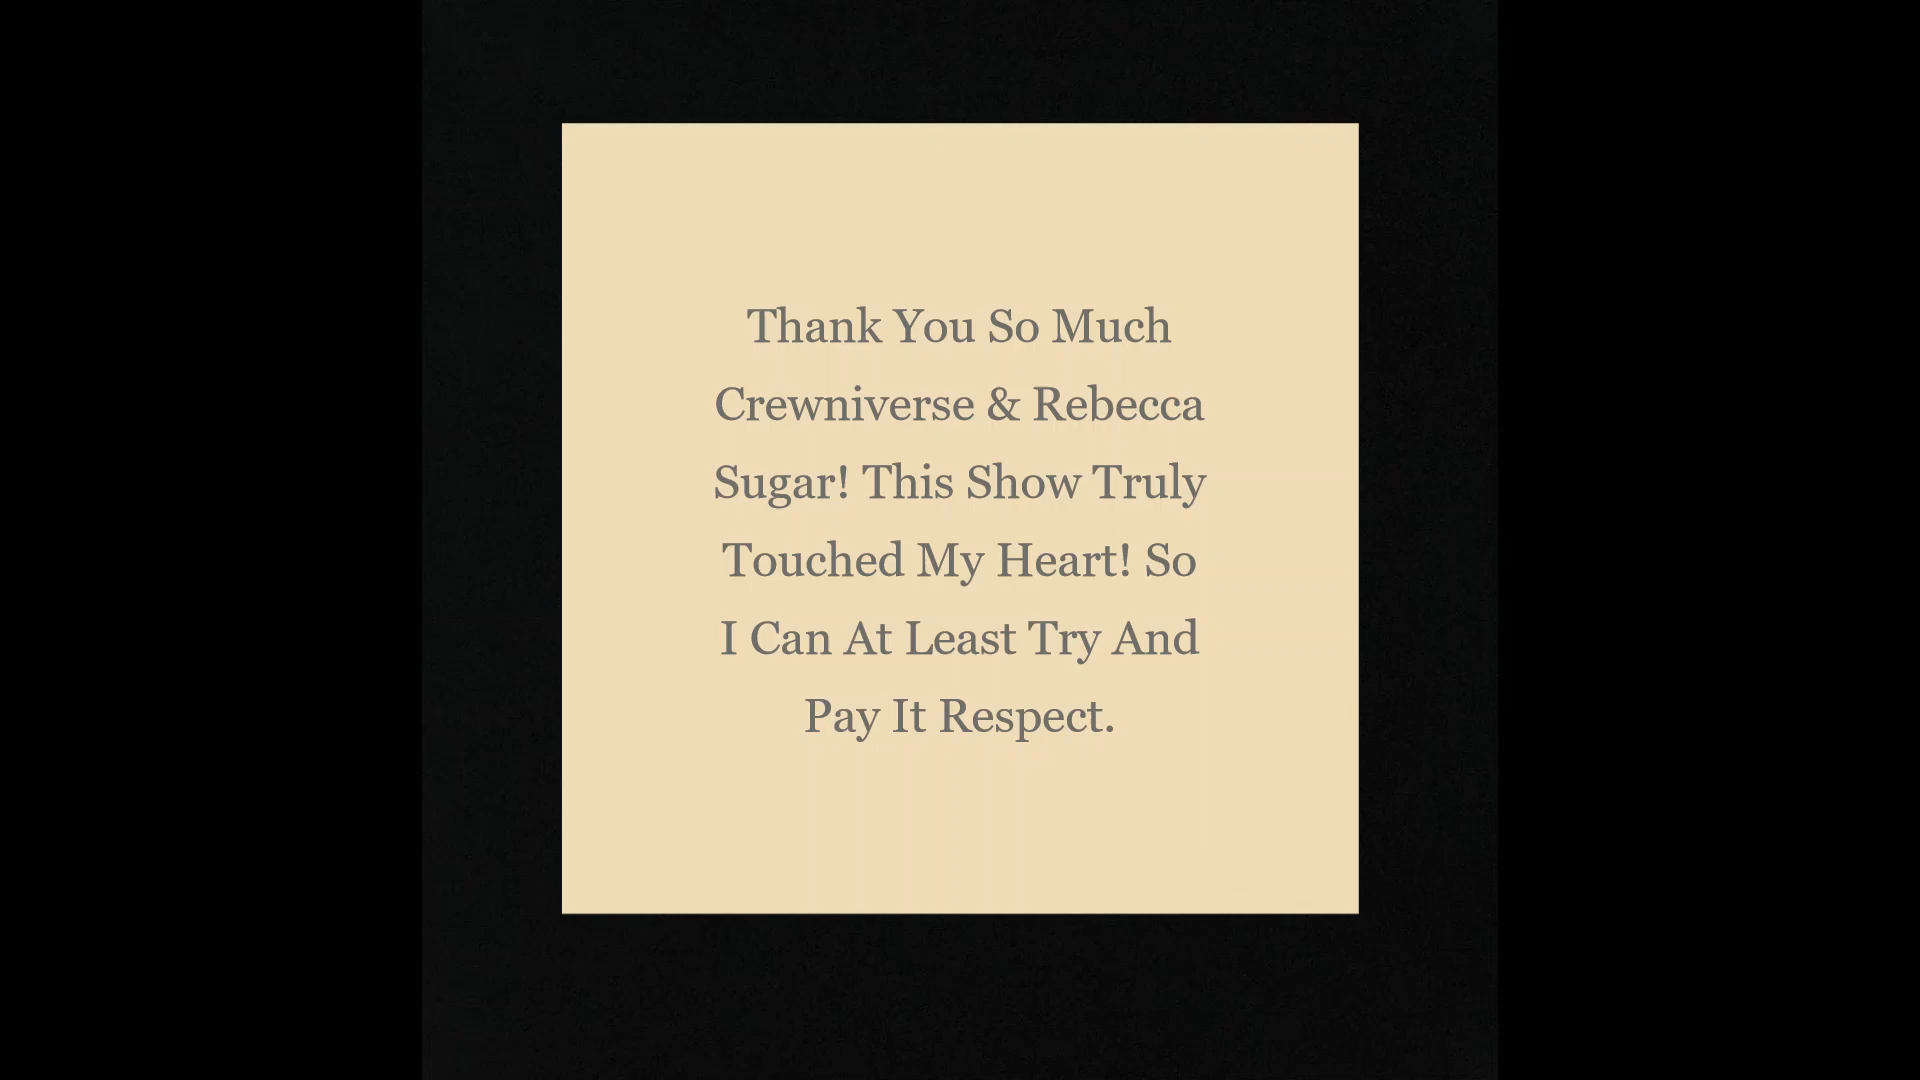 Thank You So Much
Crewniverse & Rebecca
Sugar! This Show Truly
Touched My Heart! So
I Can At Least Try And
Pay It Respect.